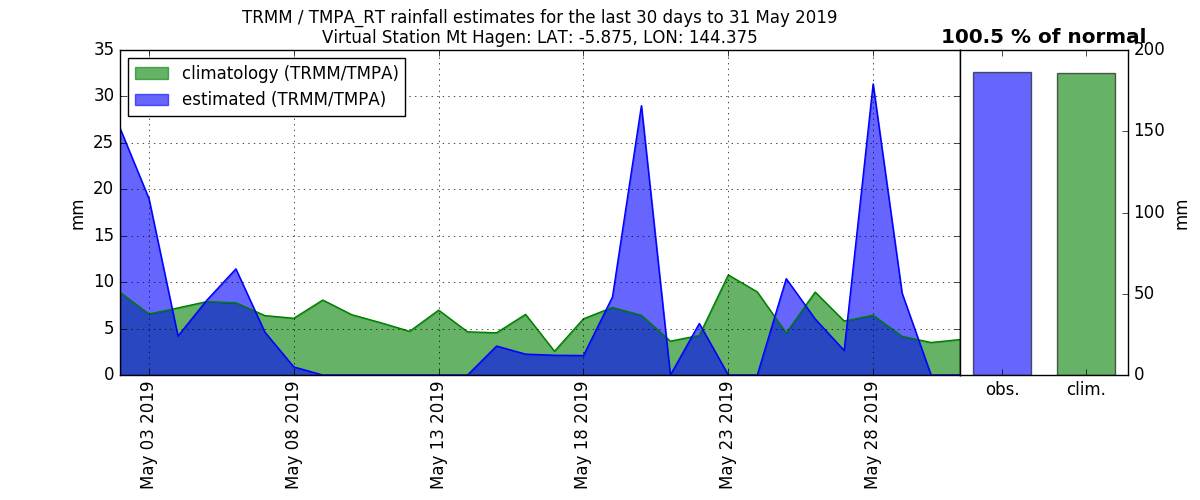 TRMM / TMPA_RT rainfall estimates for the last 30 days to 31 May 2019
Virtual Station Mt Hagen: LAT: -5.875, LON: 144.375
100.5 % of normal
climatology (TRMM/TMPA)
estimated (TRMM/TMPA)
35
30
25
20
15
10
5
0
mm
May 03 2019
May 08 2019
May 13 2019
May 18 2019
May 23 2019
May 28 2019
200
150
100
50
0
mm
obs.
clim.